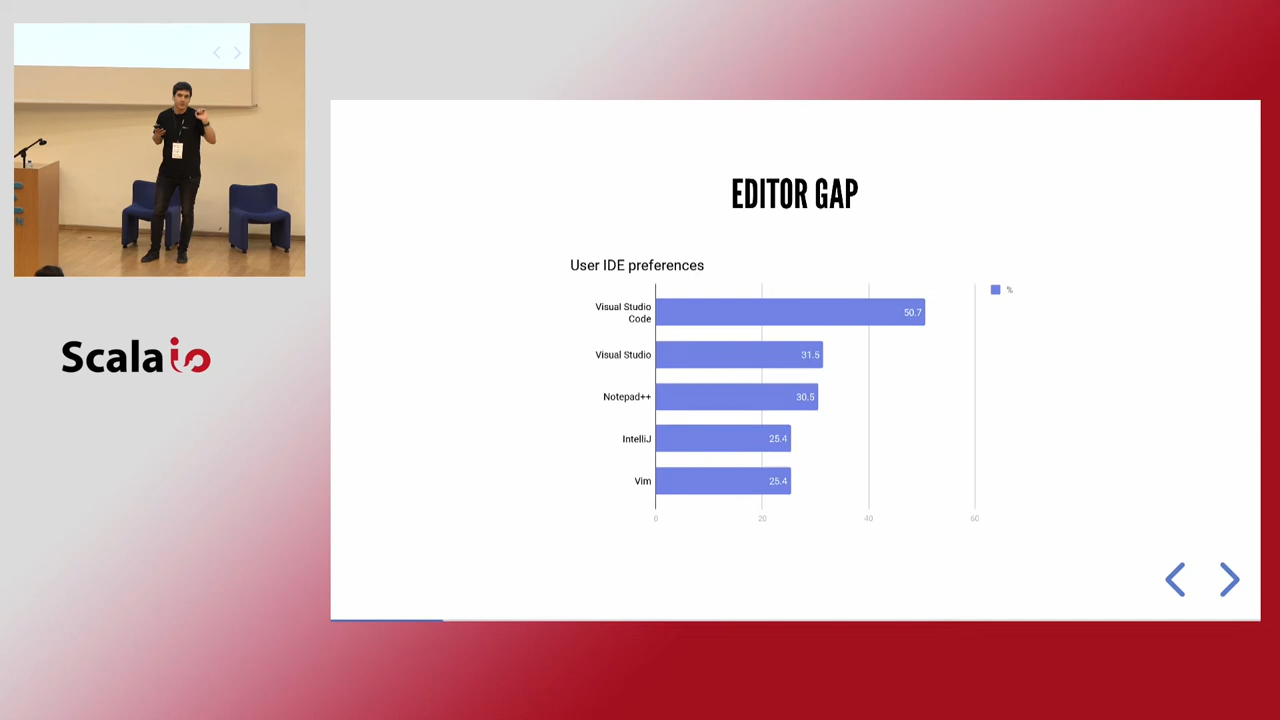 Scala io
EDITOR GAP
User IDE preferences
%
Visual Studio
Code
50.7
Visual Studio
31.5
Notepad++
30.5
IntelliJ
25.4
Vim
25.4
0
20
40
60